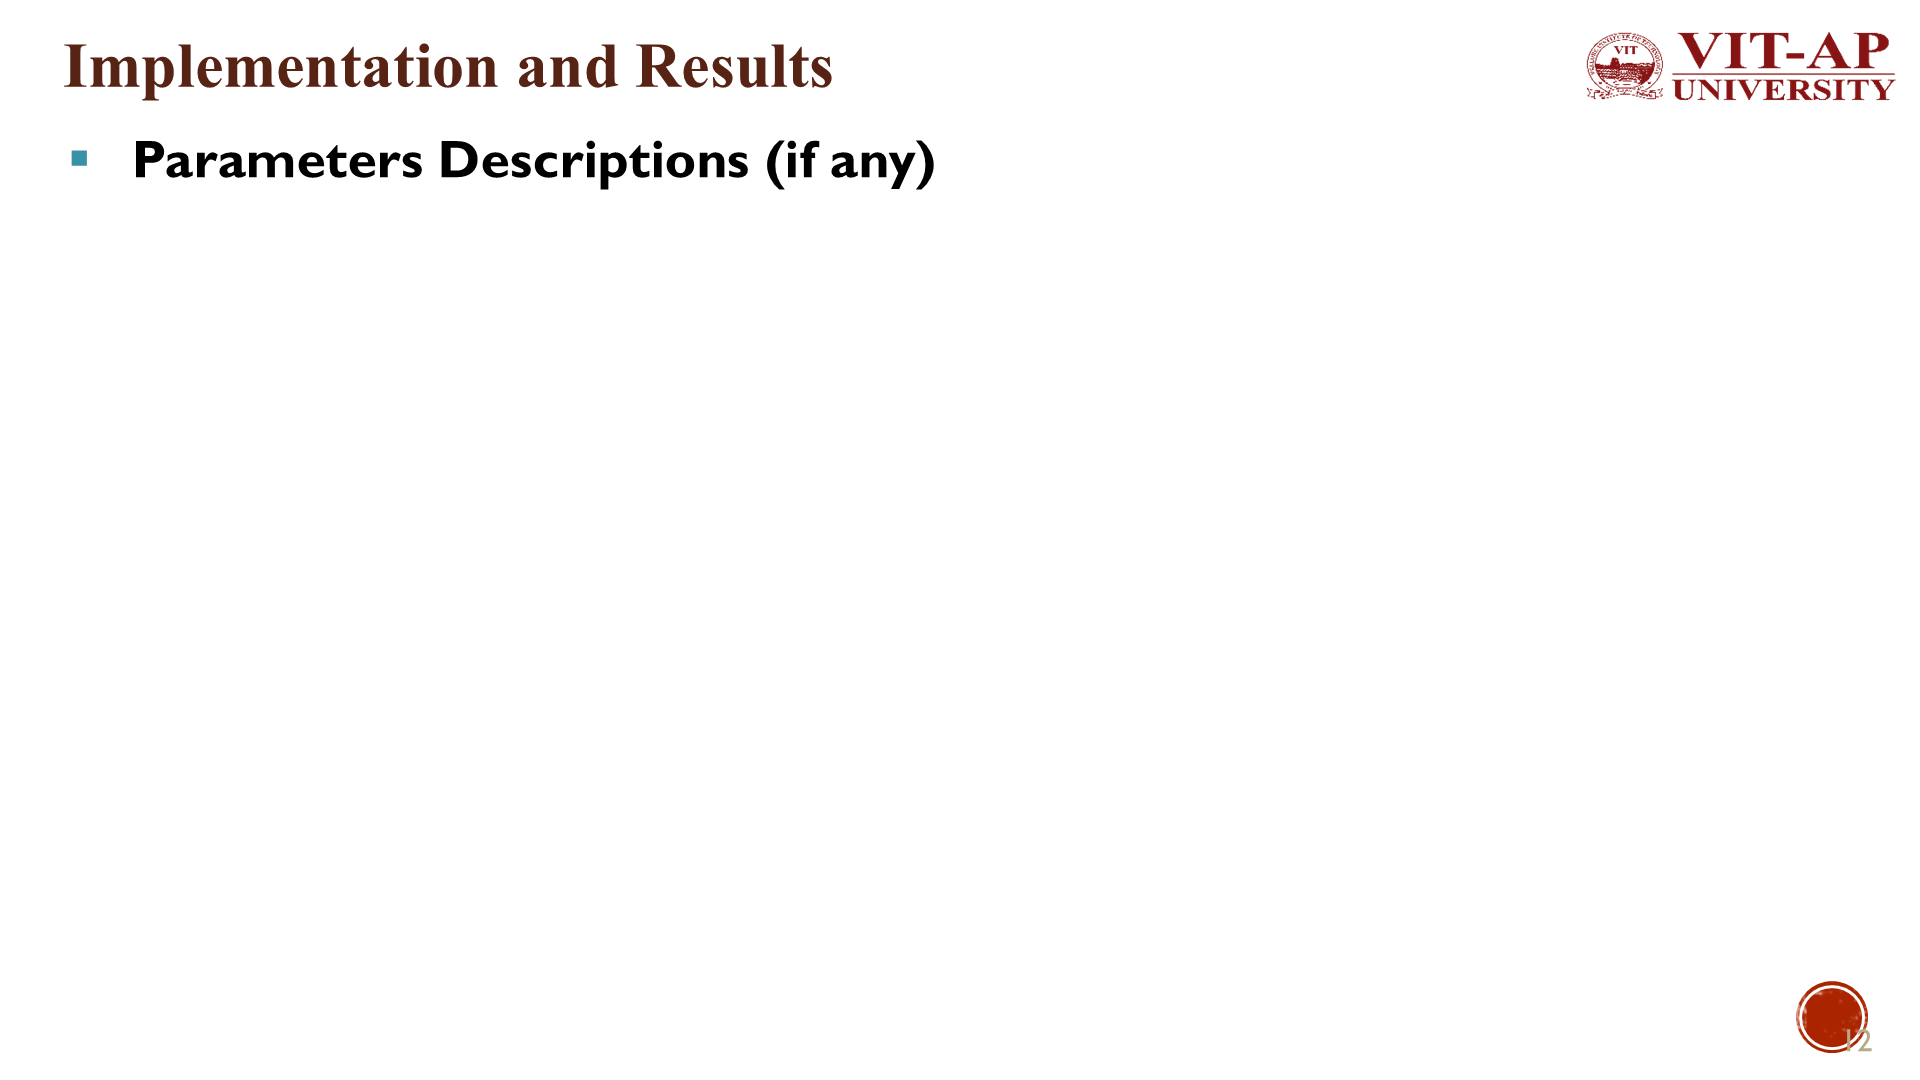 Implementation and Results
VIT
VIT-AP
UNIVERSITY
▪ Parameters Descriptions (if any)
12